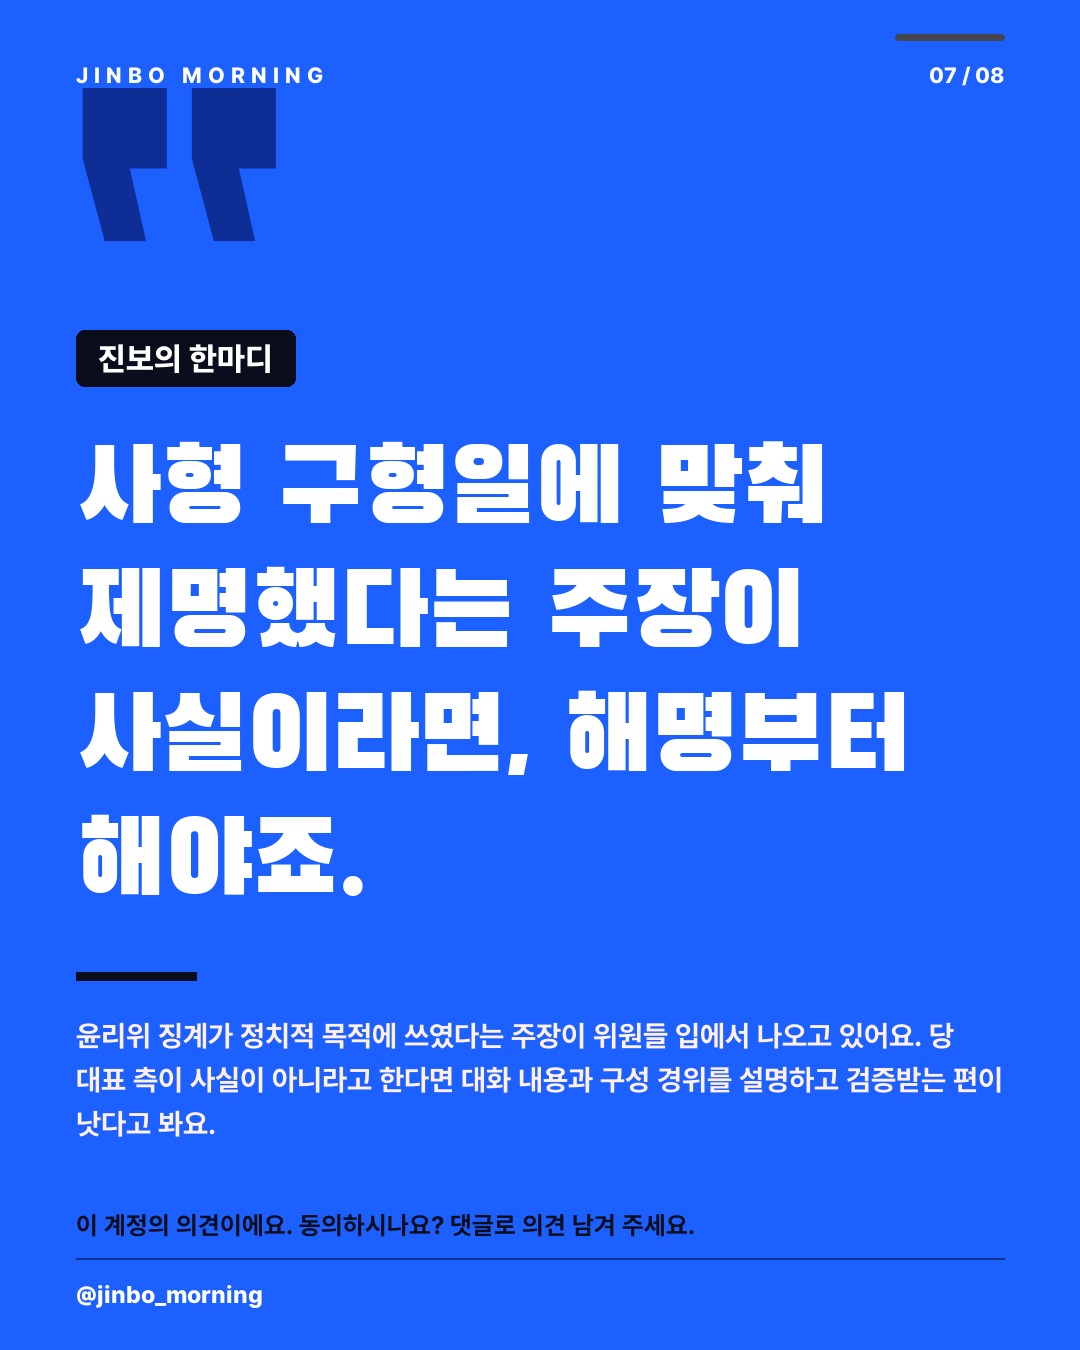 JINBO MORNING
07 / 08
진보의 한마디
사형 구형일에 맞춰
제명했다는 주장이
사실이라면, 해명부터
해야죠.
윤리위 징계가 정치적 목적에 쓰였다는 주장이 위원들 입에서 나오고 있어요. 당
대표 측이 사실이 아니라고 한다면 대화 내용과 구성 경위를 설명하고 검증받는 편이
낫다고 봐요.
이 계정의 의견이에요. 동의하시나요? 댓글로 의견 남겨 주세요.
@jinbo_morning